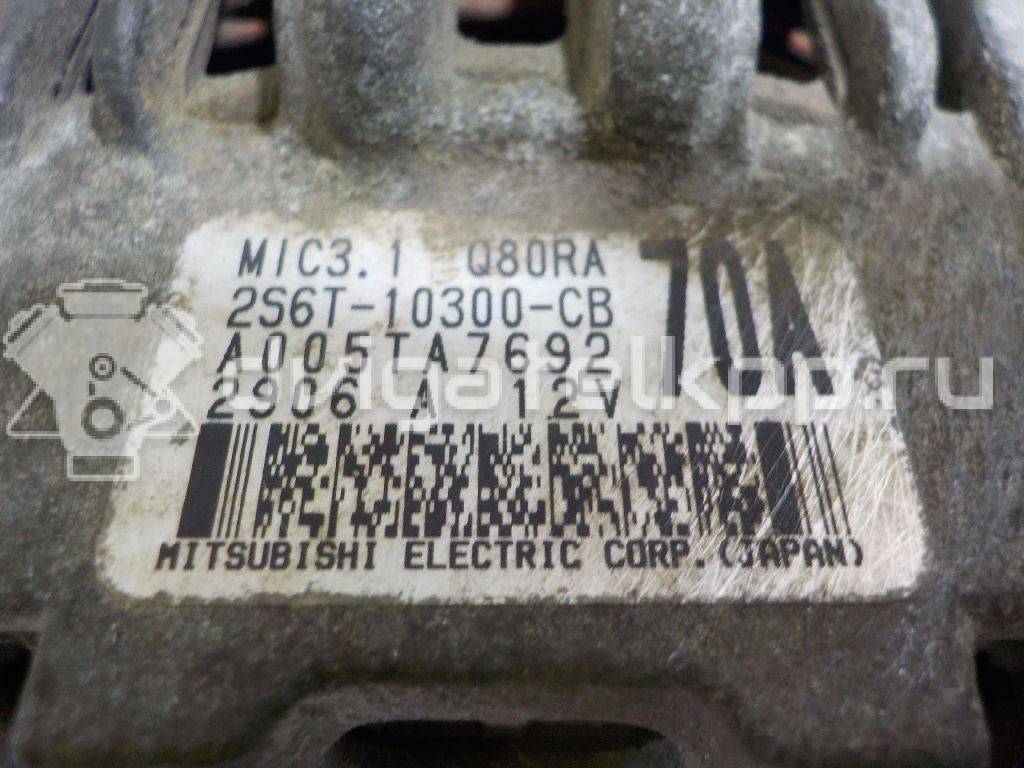 MIC3.1 Q80RA 70A
2S6T-10300-CB
A005TA7692
2906 A 12V
dvigatelkpp.ru
MITSUBISHI ELECTRIC CORP.(JAPAN)